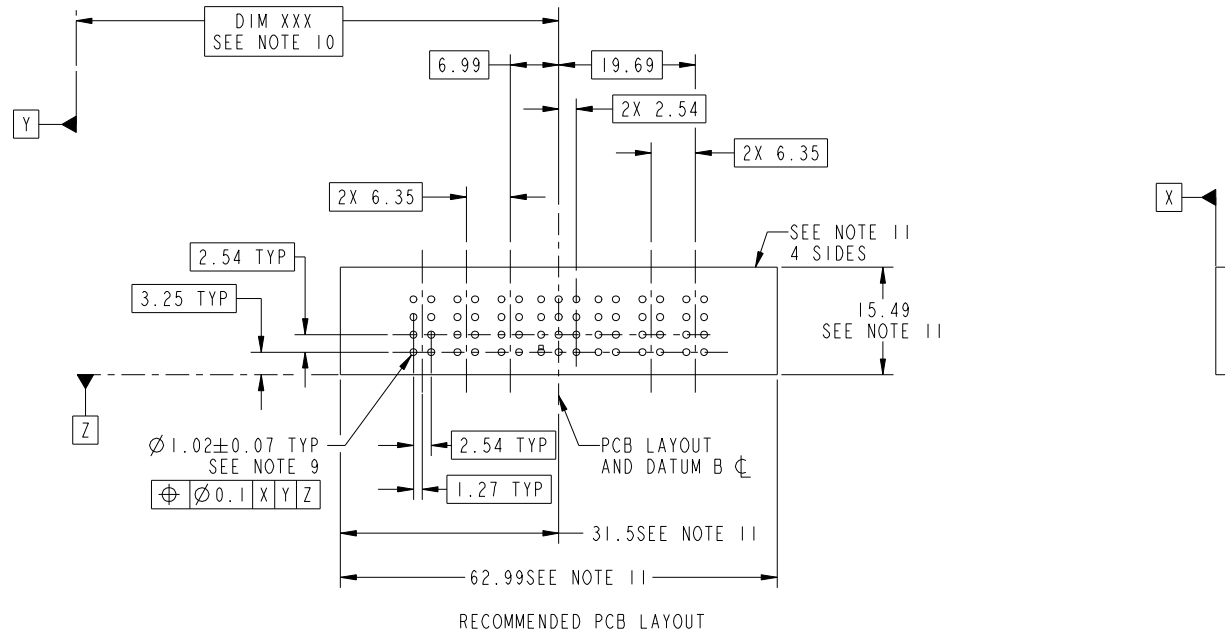 DIM XXX
SEE NOTE 10
6.99
19.69
2X 2.54
Y
2X 6.35
2X 6.35
X
SEE NOTE 11
4 SIDES
2.54 TYP
3.25 TYP
15.49
SEE NOTE 11
B
Z
Ø1.02±0.07 TYP
SEE NOTE 9
⌖ Ø0.1 X Y Z
2.54 TYP
1.27 TYP
PCB LAYOUT
AND DATUM B ℄
31.5SEE NOTE 11
62.99SEE NOTE 11
RECOMMENDED PCB LAYOUT